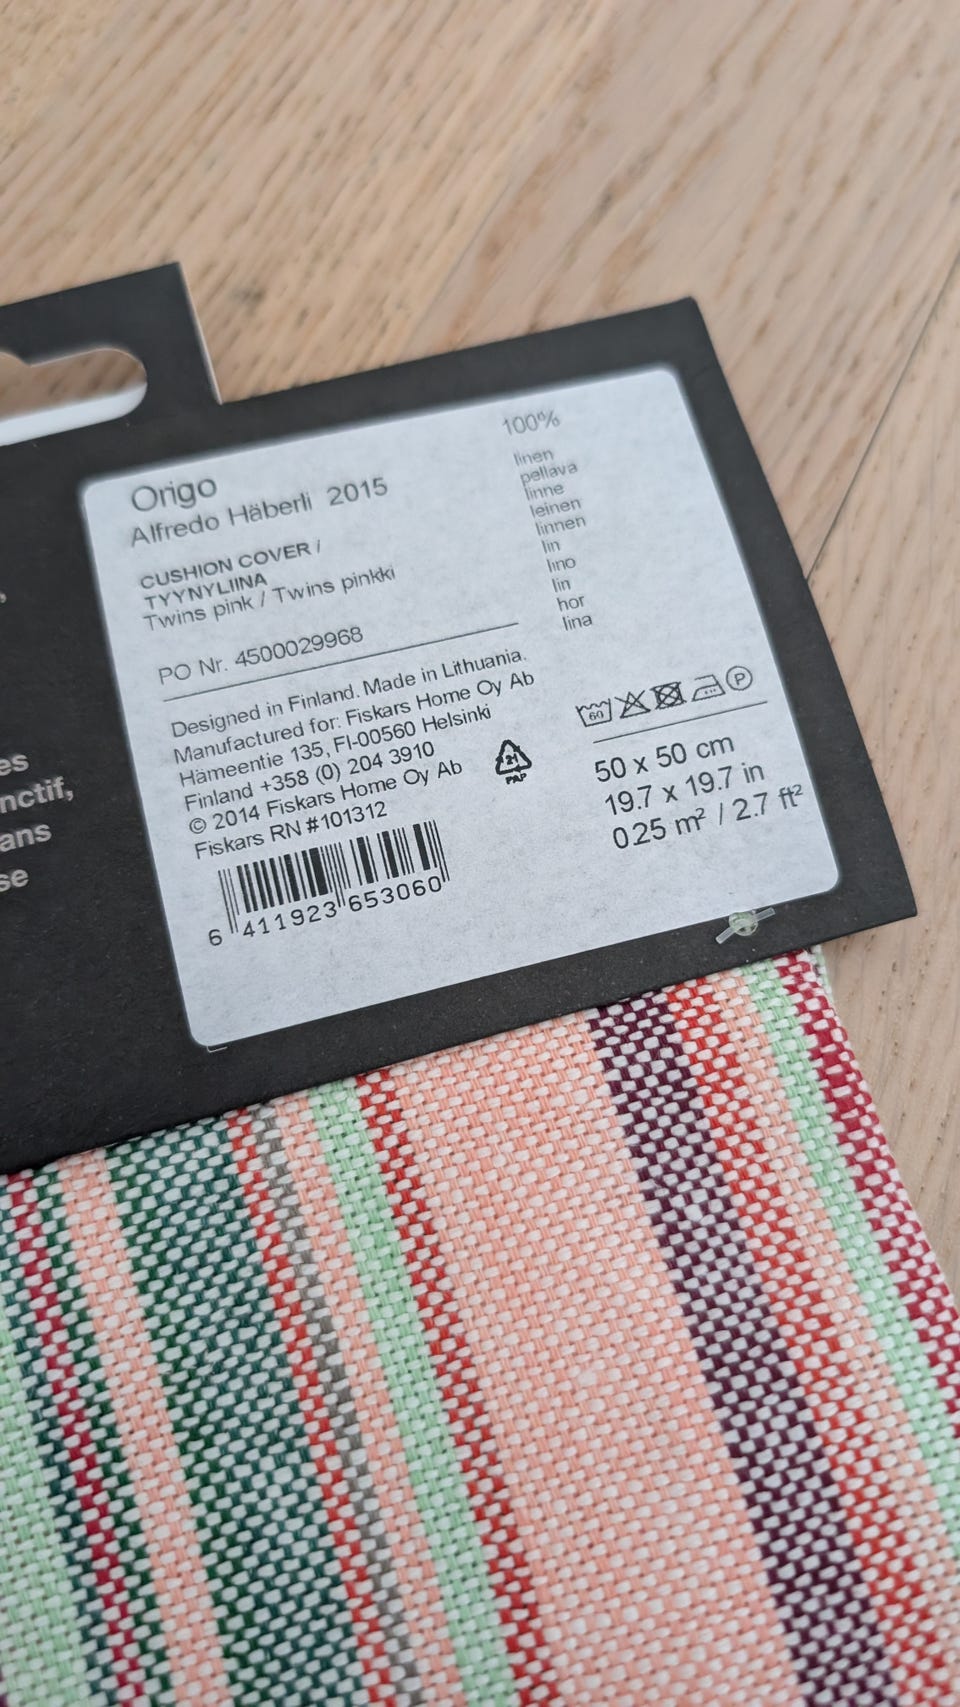 Origo
Alfredo Häberli 2015
CUSHION COVER /
TYYNYLIINA
Twins pink / Twins pinkki
PO Nr. 4500029968
Designed in Finland. Made in Lithuania.
Manufactured for: Fiskars Home Oy Ab
Hämeentie 135, FI-00560 Helsinki
Finland +358 (0) 204 3910
© 2014 Fiskars Home Oy Ab
Fiskars RN #101312
6 411923 653060
21
PAP
100%
linen
pellava
linne
leinen
linnen
lin
lino
lin
hor
lina
60
P
50 x 50 cm
19.7 x 19.7 in
0.25 m² / 2.7 ft²
es
nctif,
ans
se